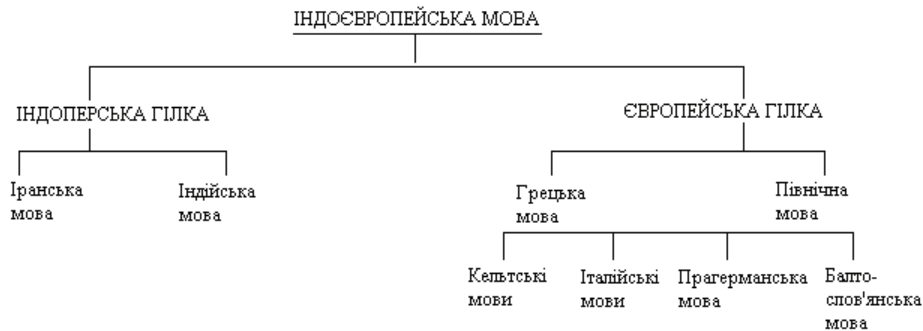 ІНДОЄВРОПЕЙСЬКА МОВА
ІНДОПЕРСЬКА ГІЛКА
ЄВРОПЕЙСЬКА ГІЛКА
Іранська
мова
Індійська
мова
Грецька
мова
Північна
мова
Кельтські
мови
Італійські
мови
Прагерманська
мова
Балто-
слов'янська
мова